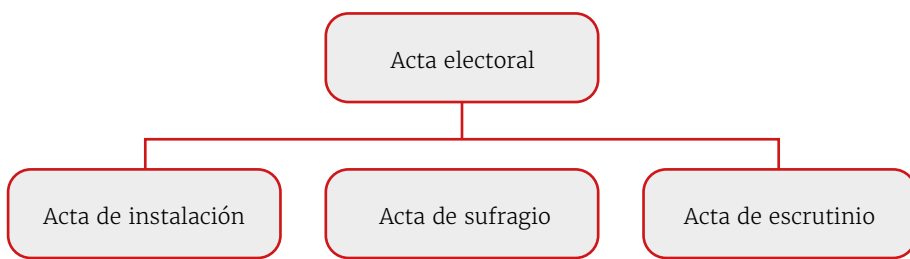 Acta electoral
Acta de instalación
Acta de sufragio
Acta de escrutinio